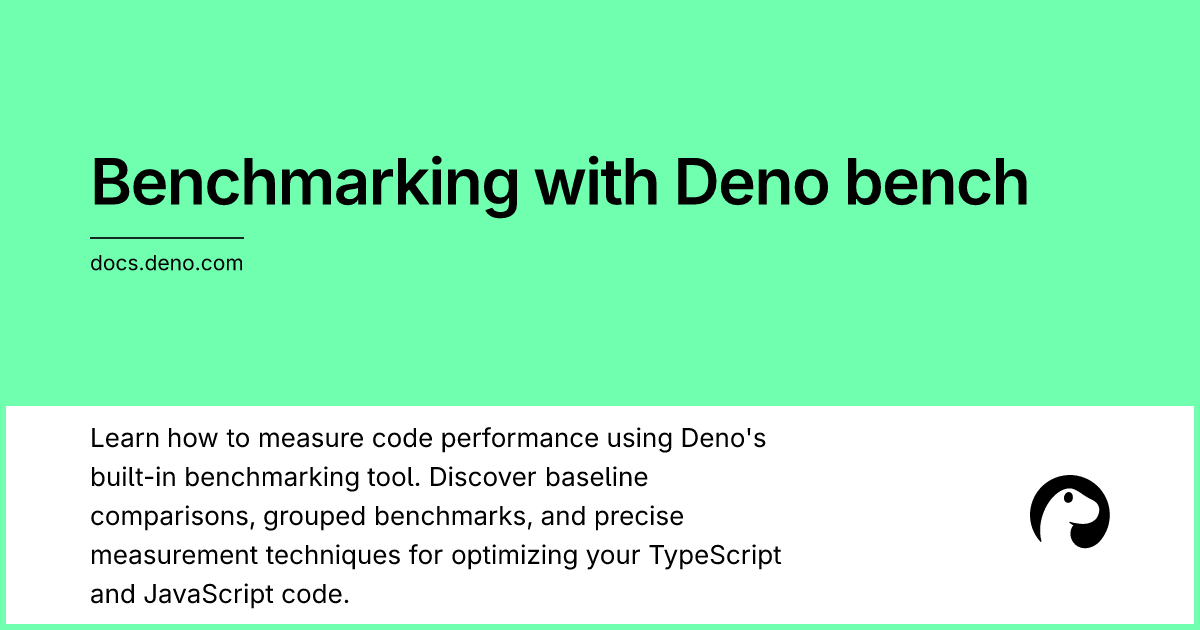 Benchmarking with Deno bench
docs.deno.com
Learn how to measure code performance using Deno's
built-in benchmarking tool. Discover baseline
comparisons, grouped benchmarks, and precise
measurement techniques for optimizing your TypeScript
and JavaScript code.